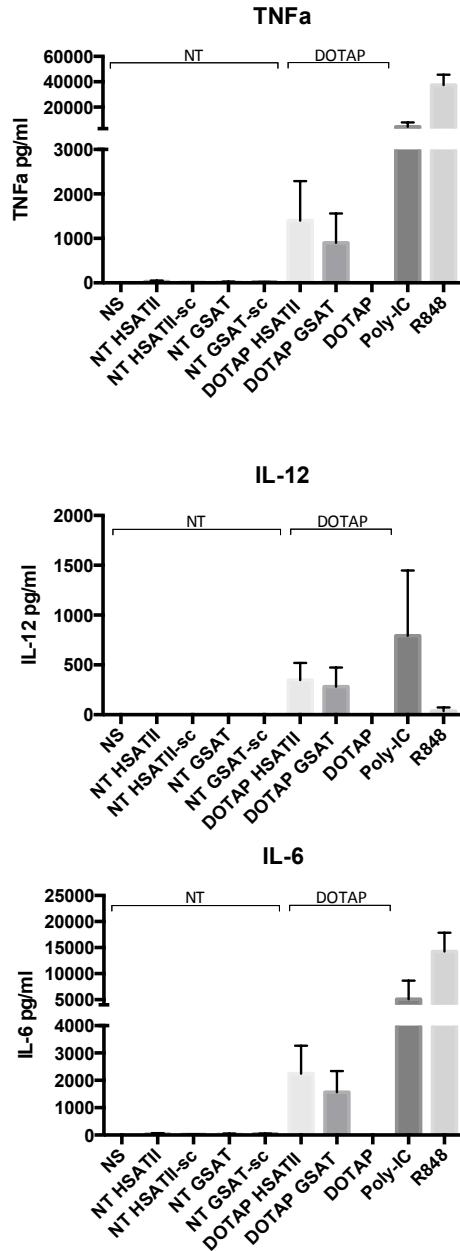 TNFa
NT DOTAP
60000
40000
20000
3000
2000
1000
0
TNFa pg/ml
NS
NT HSATII
NT HSATII-sc
NT GSAT
NT GSAT-sc
DOTAP HSATII
DOTAP GSAT
DOTAP
Poly-IC
R848
IL-12
NT DOTAP
2000
1500
1000
500
0
IL-12 pg/ml
NS
NT HSATII
NT HSATII-sc
NT GSAT
NT GSAT-sc
DOTAP HSATII
DOTAP GSAT
DOTAP
Poly-IC
R848
IL-6
NT DOTAP
25000
20000
15000
10000
5000
4000
3000
2000
1000
0
IL-6 pg/ml
NS
NT HSATII
NT HSATII-sc
NT GSAT
NT GSAT-sc
DOTAP HSATII
DOTAP GSAT
DOTAP
Poly-IC
R848